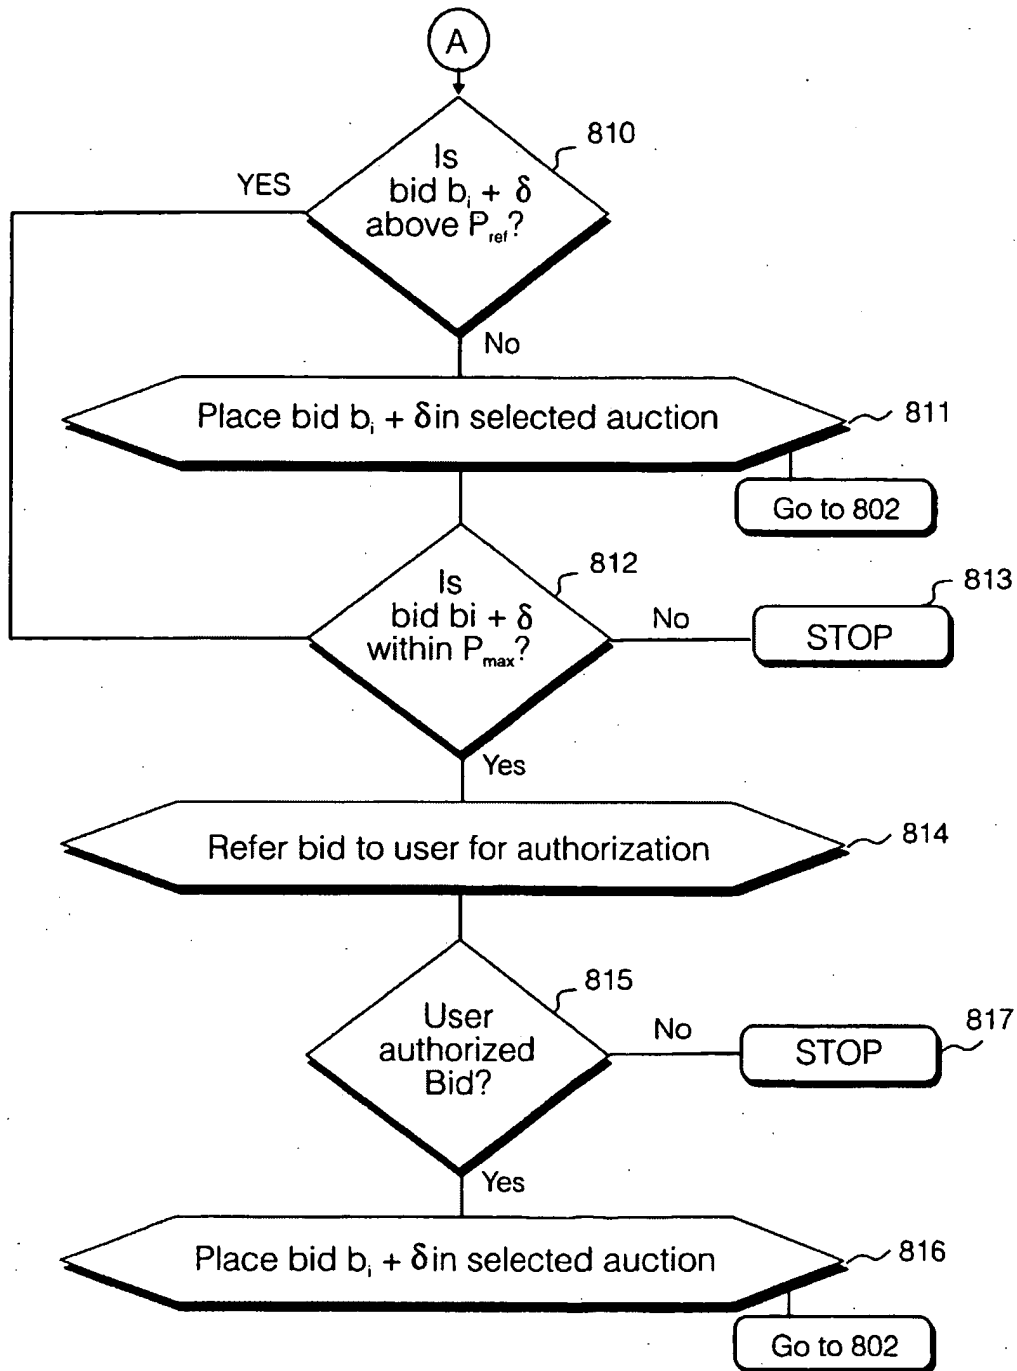 A
810
Is
YES
bid bᵢ + δ
above P_ref?
No
Place bid bᵢ + δ in selected auction
811
Go to 802
812
Is
813
bid bi + δ
No
STOP
within P_max?
Yes
Refer bid to user for authorization
814
815
User
No
817
authorized
STOP
Bid?
Yes
Place bid bᵢ + δ in selected auction
816
Go to 802